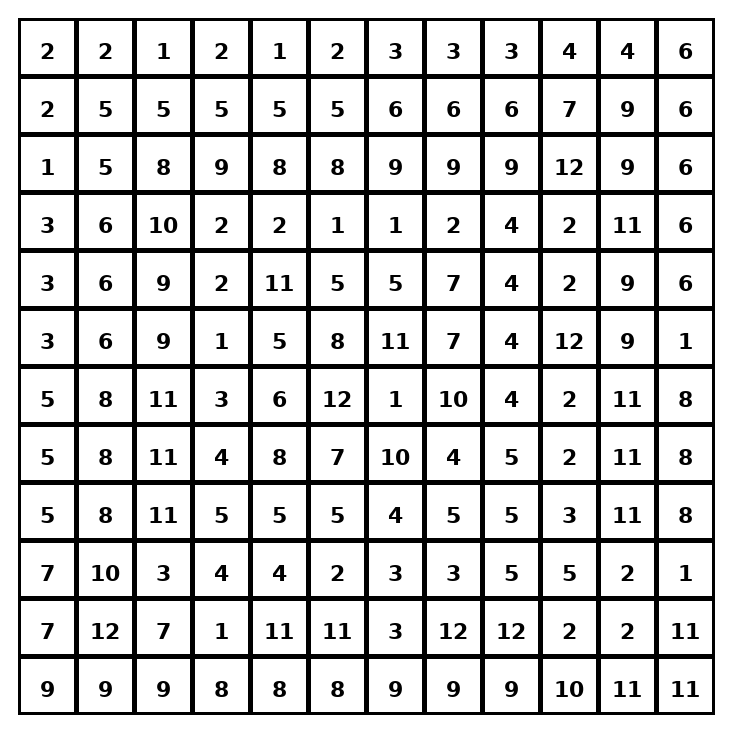 2 2 1 2 1 2 3 3 3 4 4 6
2 5 5 5 5 5 6 6 6 7 9 6
1 5 8 9 8 8 9 9 9 12 9 6
3 6 10 2 2 1 1 2 4 2 11 6
3 6 9 2 11 5 5 7 4 2 9 6
3 6 9 1 5 8 11 7 4 12 9 1
5 8 11 3 6 12 1 10 4 2 11 8
5 8 11 4 8 7 10 4 5 2 11 8
5 8 11 5 5 5 4 5 5 3 11 8
7 10 3 4 4 2 3 3 5 5 2 1
7 12 7 1 11 11 3 12 12 2 2 11
9 9 9 8 8 8 9 9 9 10 11 11